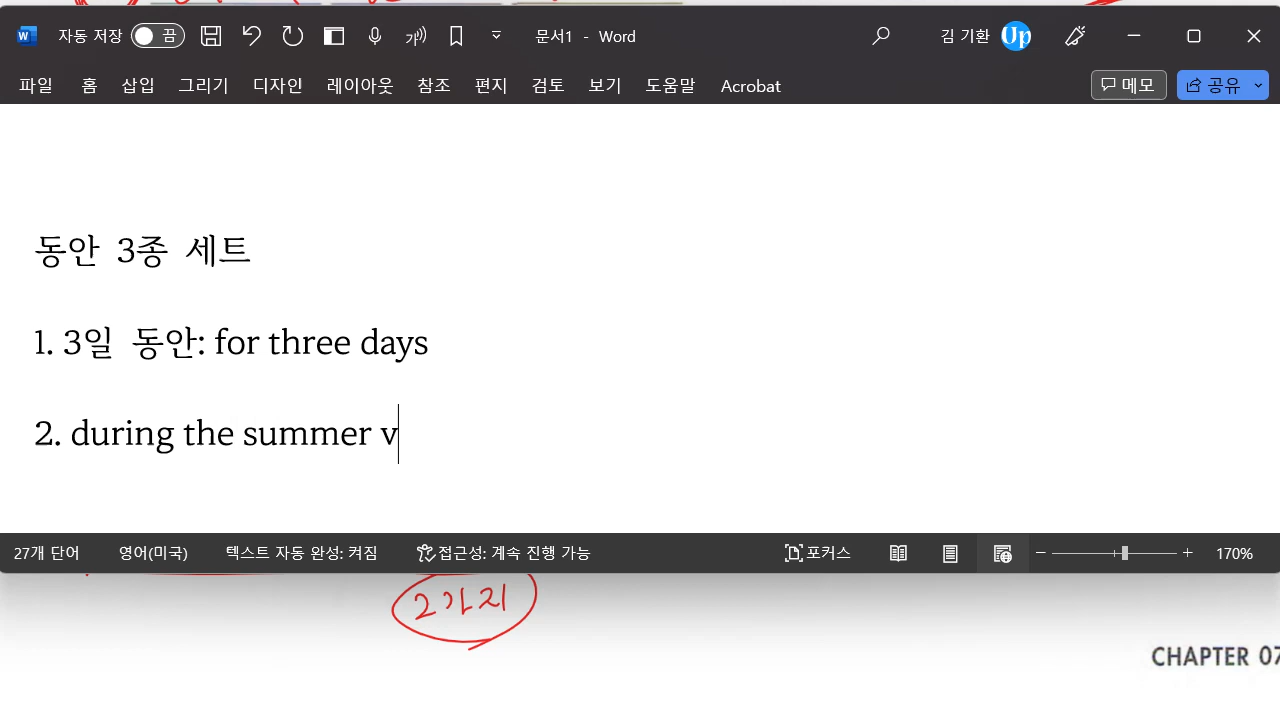 자동 저장 끔 문서1 - Word 김 기환 Up
파일 홈 삽입 그리기 디자인 레이아웃 참조 편지 검토 보기 도움말 Acrobat 메모 공유
동안 3종 세트
1. 3일 동안: for three days
2. during the summer v
27개 단어 영어(미국) 텍스트 자동 완성: 켜짐 접근성: 계속 진행 가능 포커스 170%
2가지
CHAPTER 07